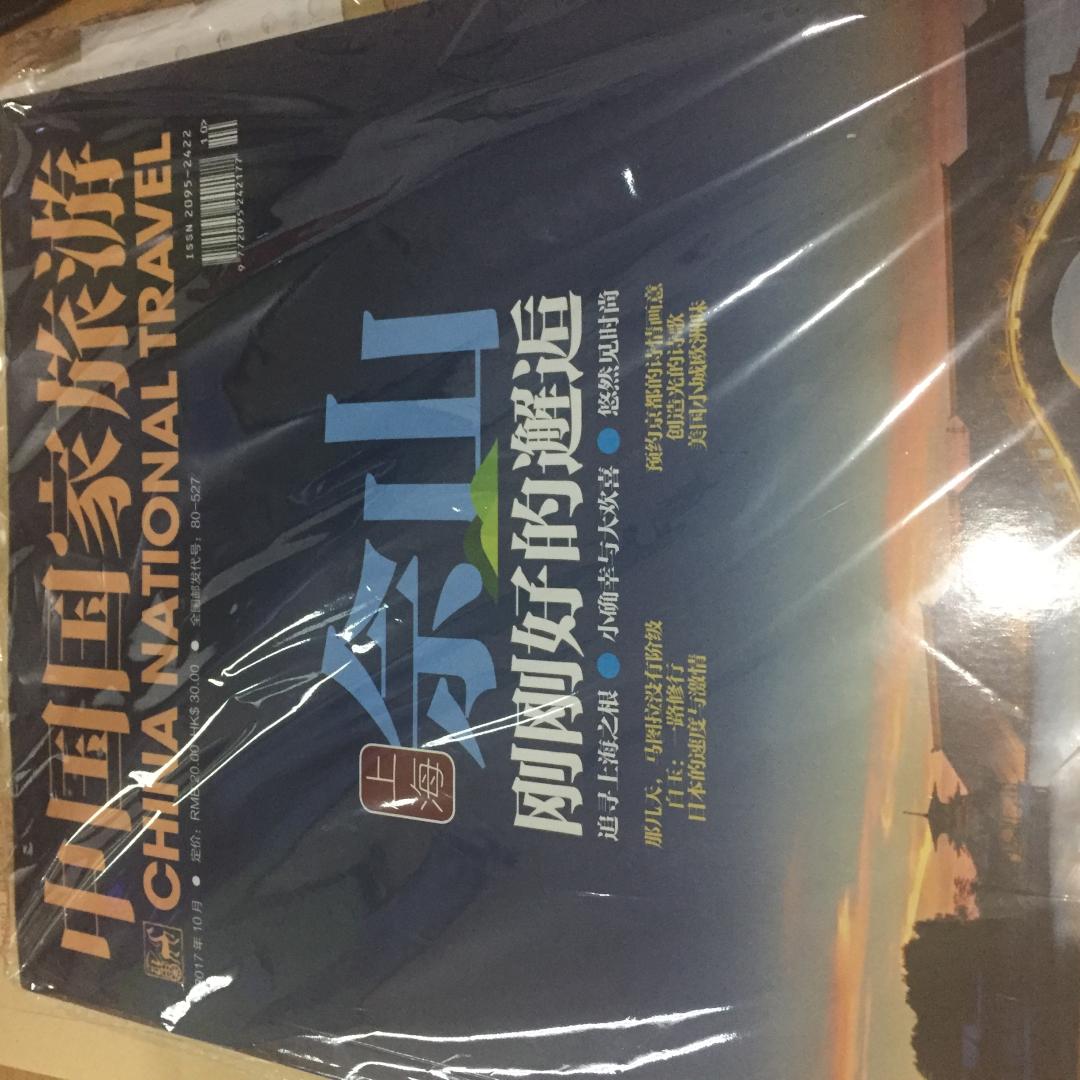 中国国家旅游
CHINA NATIONAL TRAVEL
2017年10月 ● 定价：RMB20.00 HK$30.00 ● 全国邮发代号：80-527
ISSN 2095-2422
10>
9 772095 242177
上海
佘山
刚刚好的邂逅
追寻上海之根 ● 小确幸与大欢喜 ● 悠然见时尚
那几天，马图拉没有阶级
白玉：一路修行
日本的速度与激情
预约京都的诗情画意
创造光的诗歌
美国小城欧洲味